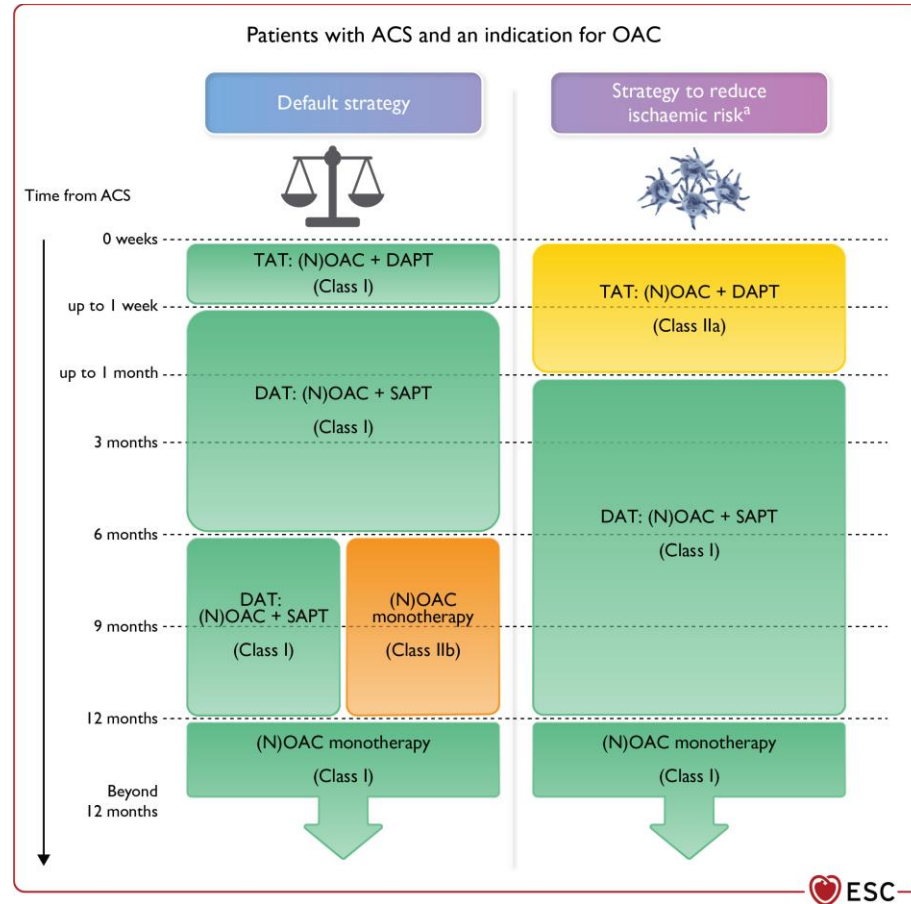 Patients with ACS and an indication for OAC
Default strategy
Strategy to reduce
ischaemic riskᵃ
Time from ACS
0 weeks
TAT: (N)OAC + DAPT
(Class I)
TAT: (N)OAC + DAPT
(Class IIa)
up to 1 week
DAT: (N)OAC + SAPT
(Class I)
up to 1 month
3 months
DAT: (N)OAC + SAPT
(Class I)
6 months
DAT:
(N)OAC + SAPT
(Class I)
(N)OAC
monotherapy
(Class IIb)
9 months
12 months
(N)OAC monotherapy
(Class I)
(N)OAC monotherapy
(Class I)
Beyond
12 months
ESC